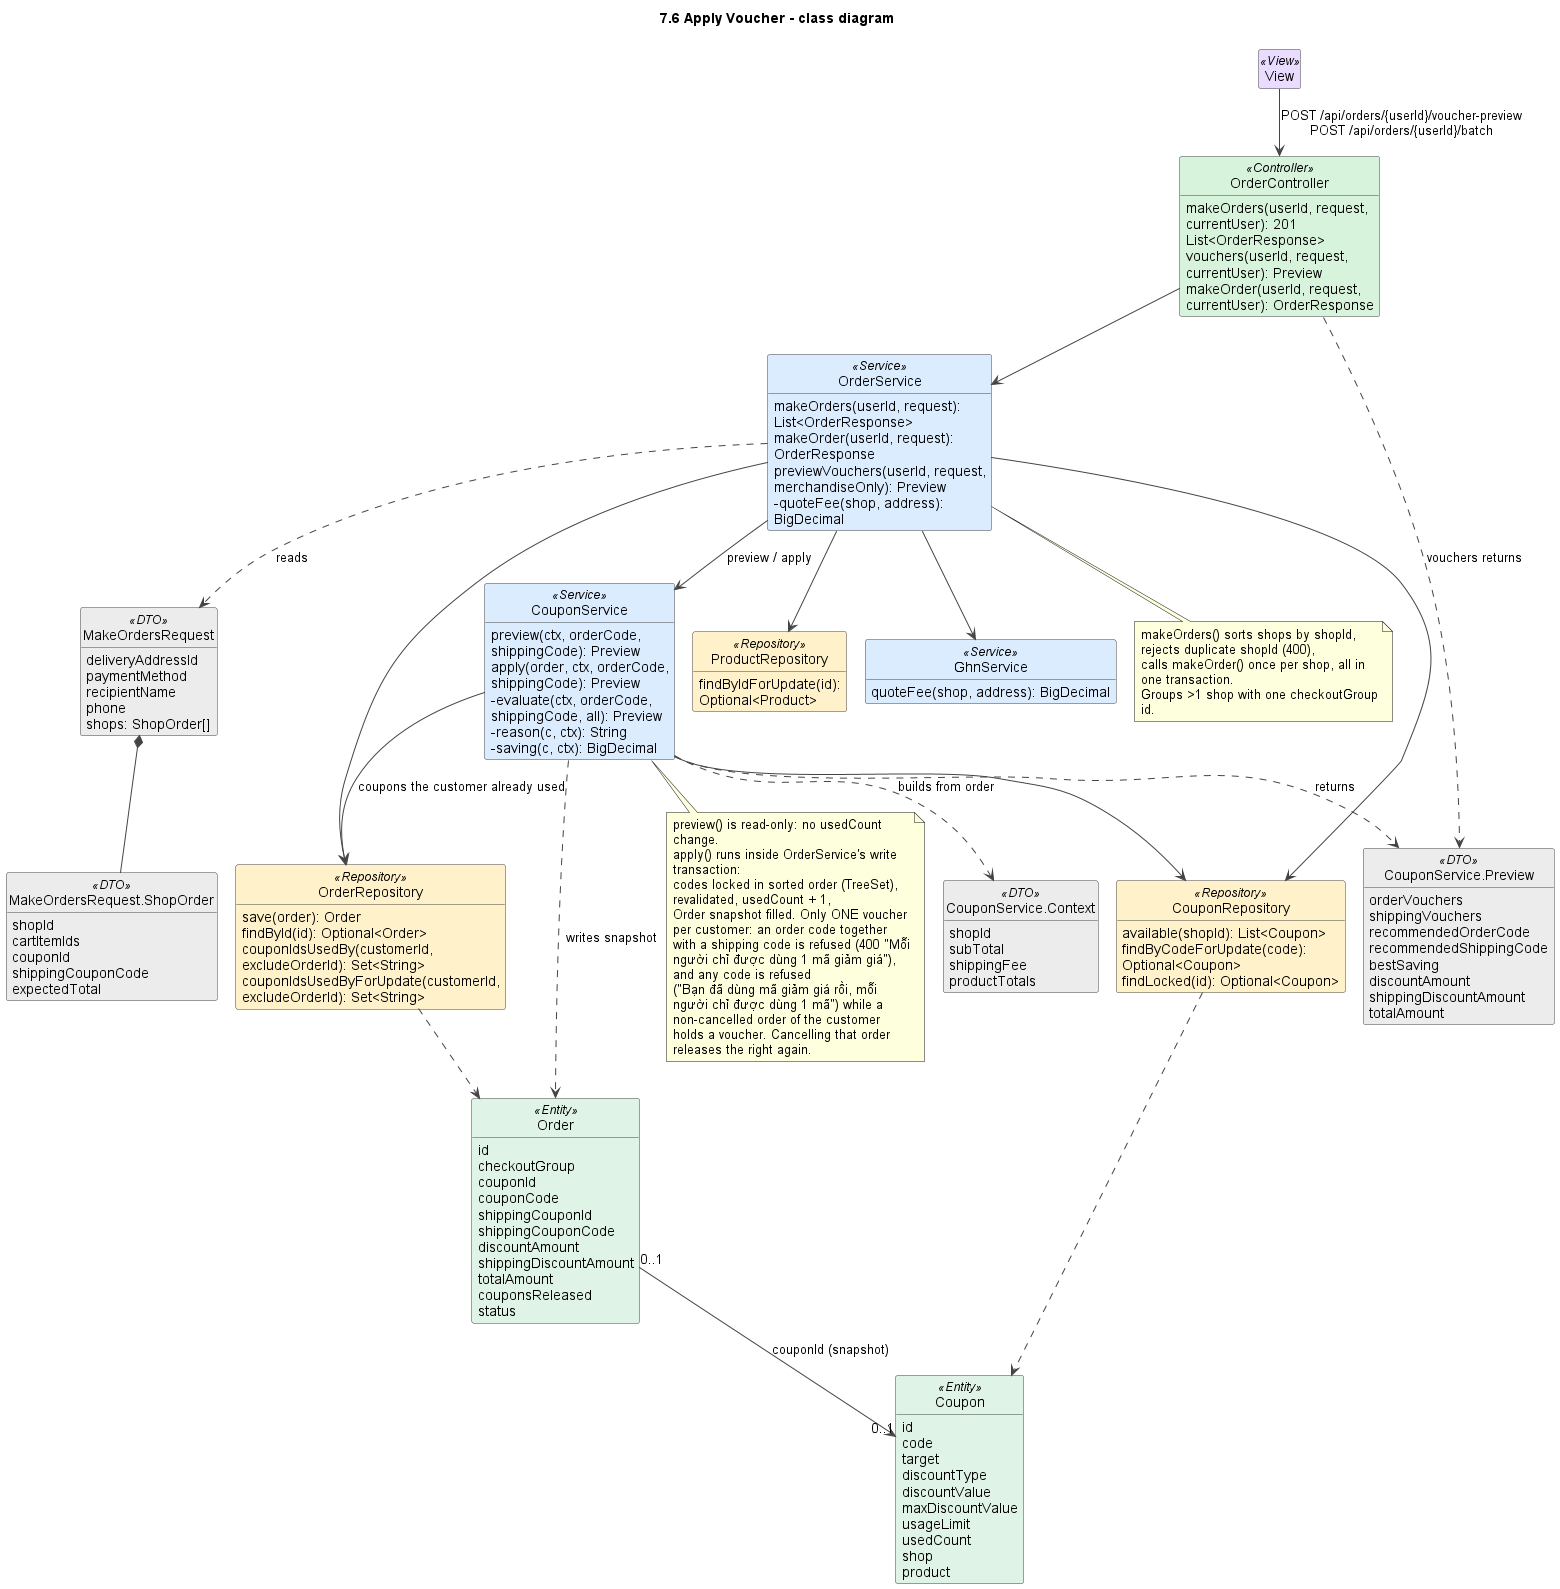 7.6 Apply Voucher - class diagram
«View»
View
POST /api/orders/{userId}/voucher-preview
POST /api/orders/{userId}/batch
«Controller»
OrderController
makeOrders(userId, request,
currentUser): 201
List<OrderResponse>
vouchers(userId, request,
currentUser): Preview
makeOrder(userId, request,
currentUser): OrderResponse
«Service»
OrderService
makeOrders(userId, request):
List<OrderResponse>
makeOrder(userId, request):
OrderResponse
previewVouchers(userId, request,
merchandiseOnly): Preview
-quoteFee(shop, address):
BigDecimal
reads
preview / apply
vouchers returns
«DTO»
MakeOrdersRequest
deliveryAddressId
paymentMethod
recipientName
phone
shops: ShopOrder[]
«Service»
CouponService
preview(ctx, orderCode,
shippingCode): Preview
apply(order, ctx, orderCode,
shippingCode): Preview
-evaluate(ctx, orderCode,
shippingCode, all): Preview
-reason(c, ctx): String
-saving(c, ctx): BigDecimal
«Repository»
ProductRepository
findByIdForUpdate(id):
Optional<Product>
«Service»
GhnService
quoteFee(shop, address): BigDecimal
makeOrders() sorts shops by shopId,
rejects duplicate shopId (400),
calls makeOrder() once per shop, all in
one transaction.
Groups >1 shop with one checkoutGroup
id.
coupons the customer already used
builds from order
returns
«DTO»
MakeOrdersRequest.ShopOrder
shopId
cartItemIds
couponId
shippingCouponCode
expectedTotal
«Repository»
OrderRepository
save(order): Order
findById(id): Optional<Order>
couponIdsUsedBy(customerId,
excludeOrderId): Set<String>
couponIdsUsedByForUpdate(customerId,
excludeOrderId): Set<String>
writes snapshot
preview() is read-only: no usedCount
change.
apply() runs inside OrderService's write
transaction:
codes locked in sorted order (TreeSet),
revalidated, usedCount + 1,
Order snapshot filled. Only ONE voucher
per customer: an order code together
with a shipping code is refused (400 "Mỗi
người chỉ được dùng 1 mã giảm giá"),
and any code is refused
("Bạn đã dùng mã giảm giá rồi, mỗi
người chỉ được dùng 1 mã") while a
non-cancelled order of the customer
holds a voucher. Cancelling that order
releases the right again.
«DTO»
CouponService.Context
shopId
subTotal
shippingFee
productTotals
«Repository»
CouponRepository
available(shopId): List<Coupon>
findByCodeForUpdate(code):
Optional<Coupon>
findLocked(id): Optional<Coupon>
«DTO»
CouponService.Preview
orderVouchers
shippingVouchers
recommendedOrderCode
recommendedShippingCode
bestSaving
discountAmount
shippingDiscountAmount
totalAmount
«Entity»
Order
id
checkoutGroup
couponId
couponCode
shippingCouponId
shippingCouponCode
discountAmount
shippingDiscountAmount
totalAmount
couponsReleased
status
0..1
couponId (snapshot)
0..1
«Entity»
Coupon
id
code
target
discountType
discountValue
maxDiscountValue
usageLimit
usedCount
shop
product